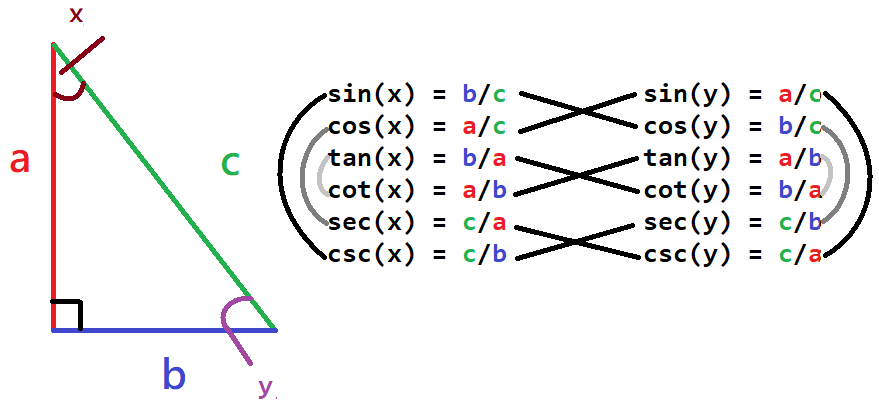 x
sin(x) = b/c sin(y) = a/c
cos(x) = a/c cos(y) = b/c
a c tan(x) = b/a tan(y) = a/b
cot(x) = a/b cot(y) = b/a
sec(x) = c/a sec(y) = c/b
csc(x) = c/b csc(y) = c/a
b
y